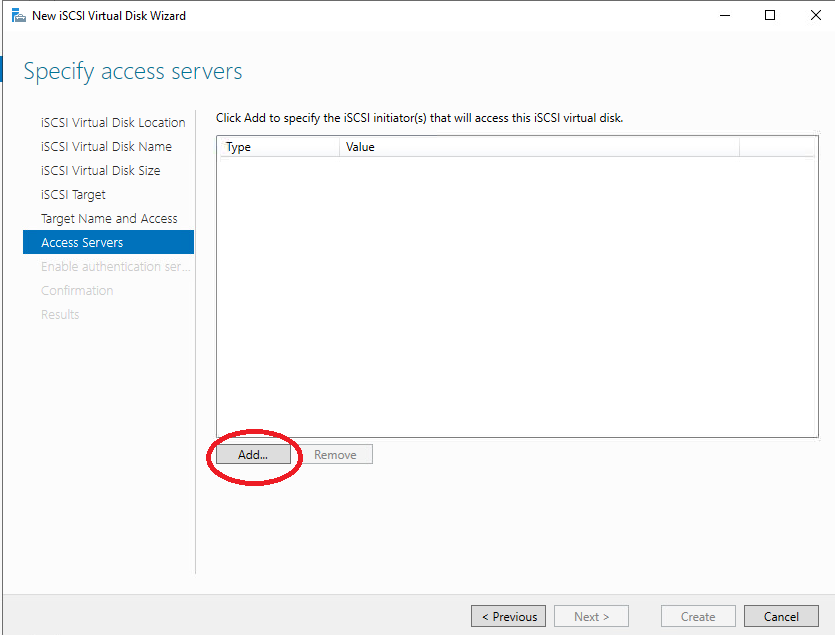 New iSCSI Virtual Disk Wizard
Specify access servers
iSCSI Virtual Disk Location
iSCSI Virtual Disk Name
iSCSI Virtual Disk Size
iSCSI Target
Target Name and Access
Access Servers
Enable authentication ser...
Confirmation
Results
Click Add to specify the iSCSI initiator(s) that will access this iSCSI virtual disk.
Type Value
Add... Remove
< Previous Next > Create Cancel